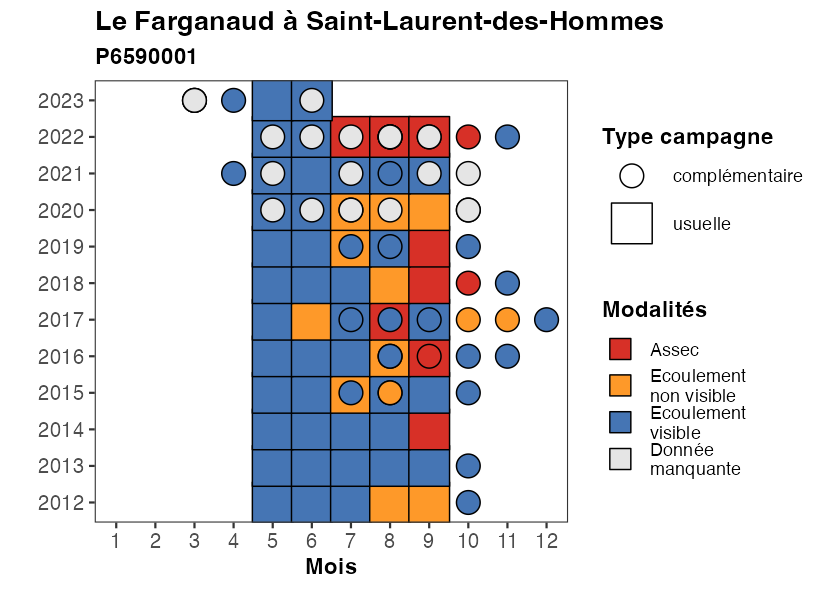 Le Farganaud à Saint-Laurent-des-Hommes
P6590001
2023
2022
2021
2020
2019
2018
2017
2016
2015
2014
2013
2012
1 2 3 4 5 6 7 8 9 10 11 12
Mois
Type campagne
complémentaire
usuelle
Modalités
Assec
Ecoulement
non visible
Ecoulement
visible
Donnée
manquante